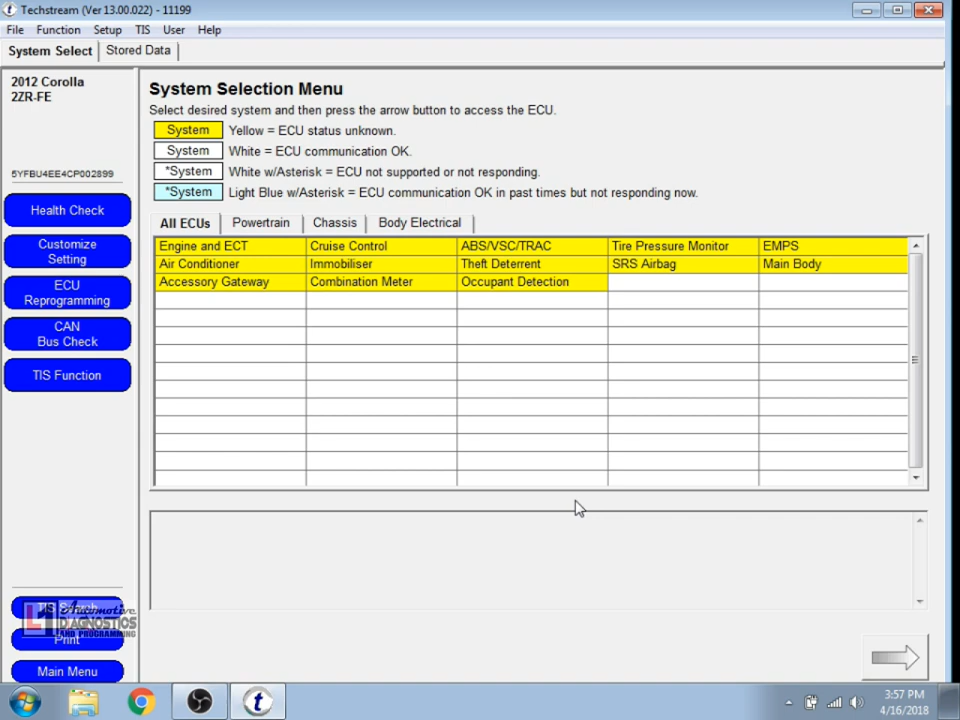 Techstream (Ver 13.00.022) - 11199
File Function Setup TIS User Help
System Select Stored Data
2012 Corolla
2ZR-FE
5YFBU4EE4CP002899
Health Check
Customize
Setting
ECU
Reprogramming
CAN
Bus Check
TIS Function
System Selection Menu
Select desired system and then press the arrow button to access the ECU.
System Yellow = ECU status unknown.
System White = ECU communication OK.
*System White w/Asterisk = ECU not supported or not responding.
*System Light Blue w/Asterisk = ECU communication OK in past times but not responding now.
All ECUs Powertrain Chassis Body Electrical
Engine and ECT Cruise Control ABS/VSC/TRAC Tire Pressure Monitor EMPS
Air Conditioner Immobiliser Theft Deterrent SRS Airbag Main Body
Accessory Gateway Combination Meter Occupant Detection
Automotive
DIAGNOSTICS
AND PROGRAMMING
Print
Main Menu
3:57 PM
4/16/2018